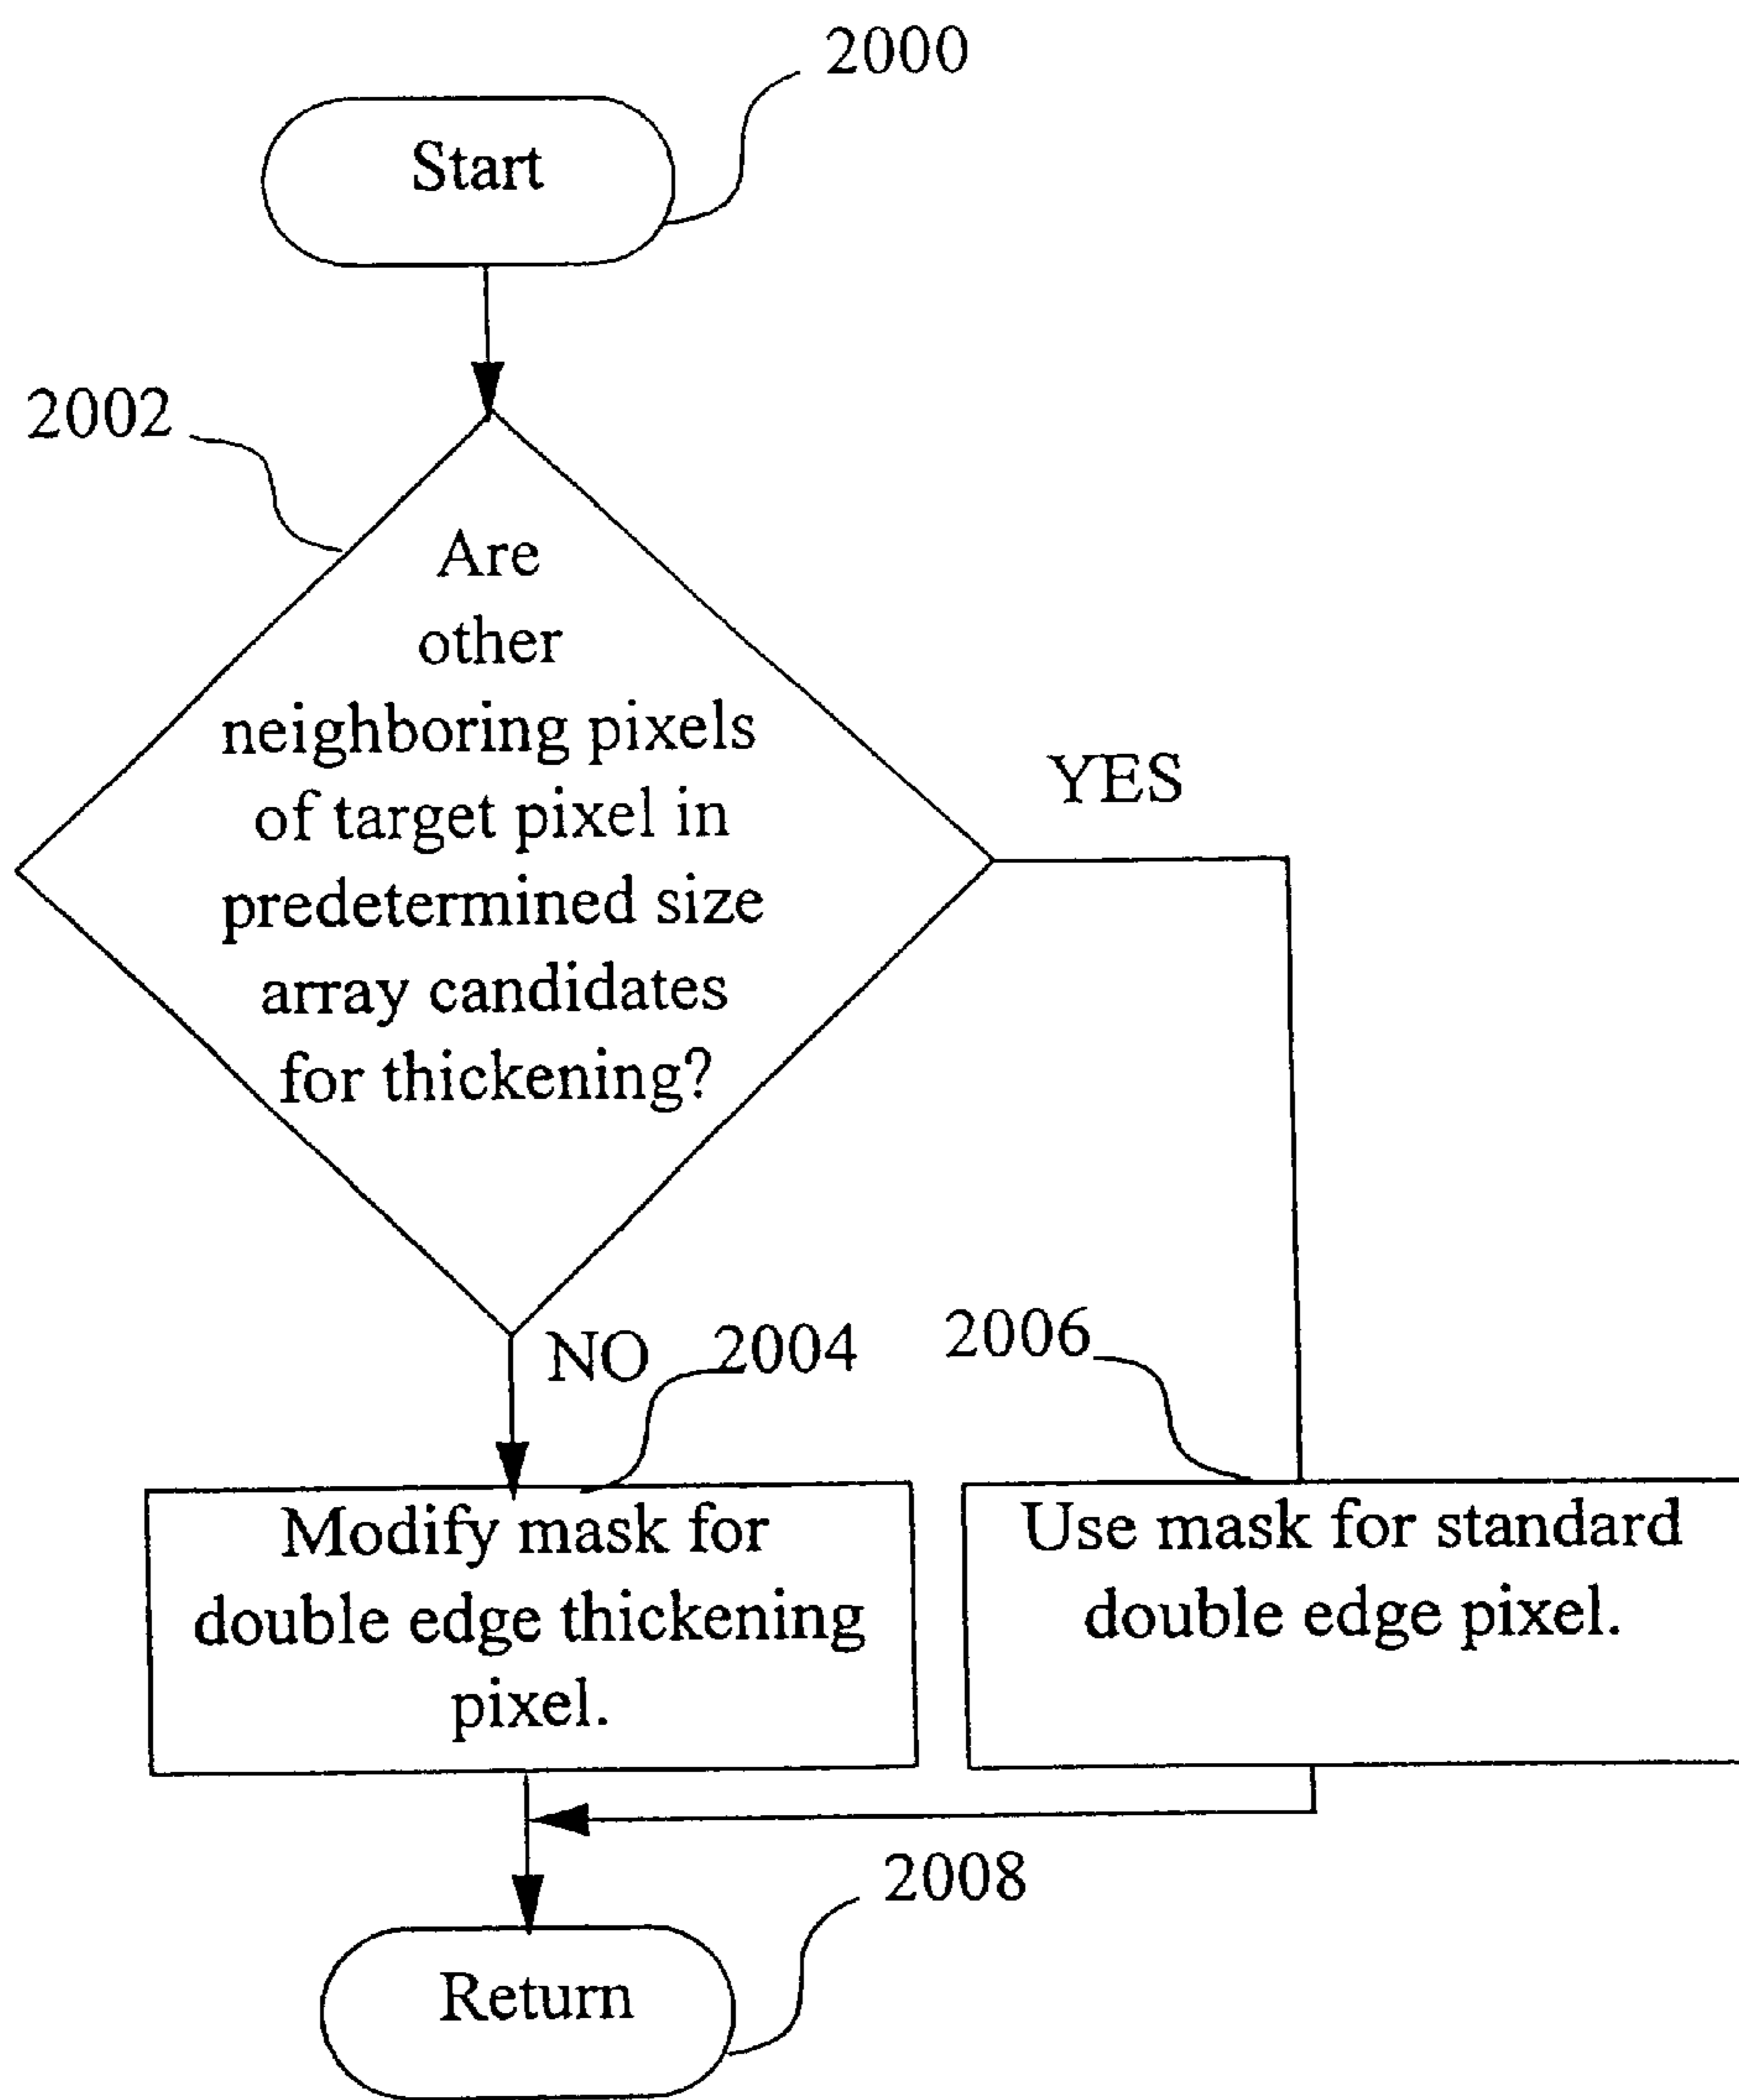 2000
Start
2002
Are
other
neighboring pixels
of target pixel in
predetermined size
array candidates
for thickening?
YES
NO
2004
2006
Modify mask for
double edge thickening
pixel.
Use mask for standard
double edge pixel.
2008
Return